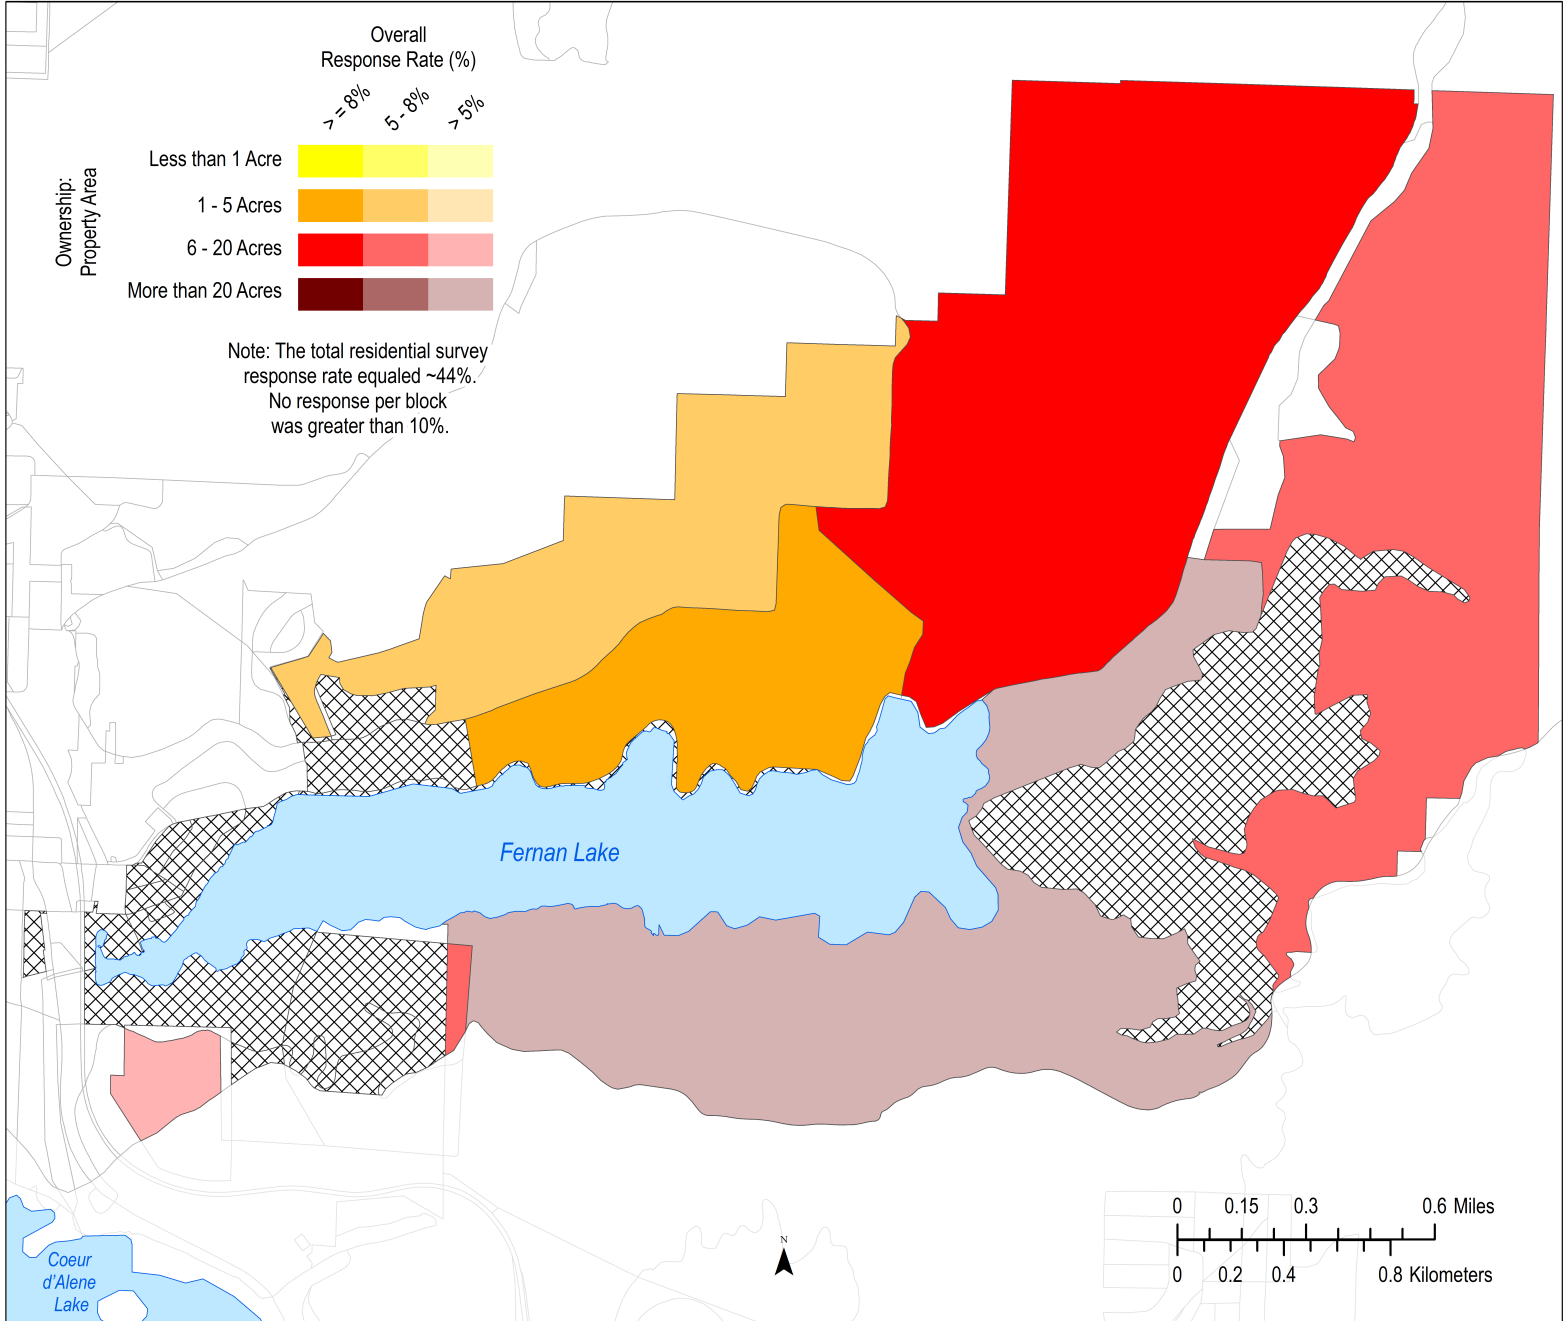 Overall
Response Rate (%)
> = 8%
5 - 8%
> 5%
Ownership:
Property Area
Less than 1 Acre
1 - 5 Acres
6 - 20 Acres
More than 20 Acres
Note: The total residential survey
response rate equaled ~44%.
No response per block
was greater than 10%.
Fernan Lake
Coeur
d'Alene
Lake
N
0 0.15 0.3 0.6 Miles
0 0.2 0.4 0.8 Kilometers